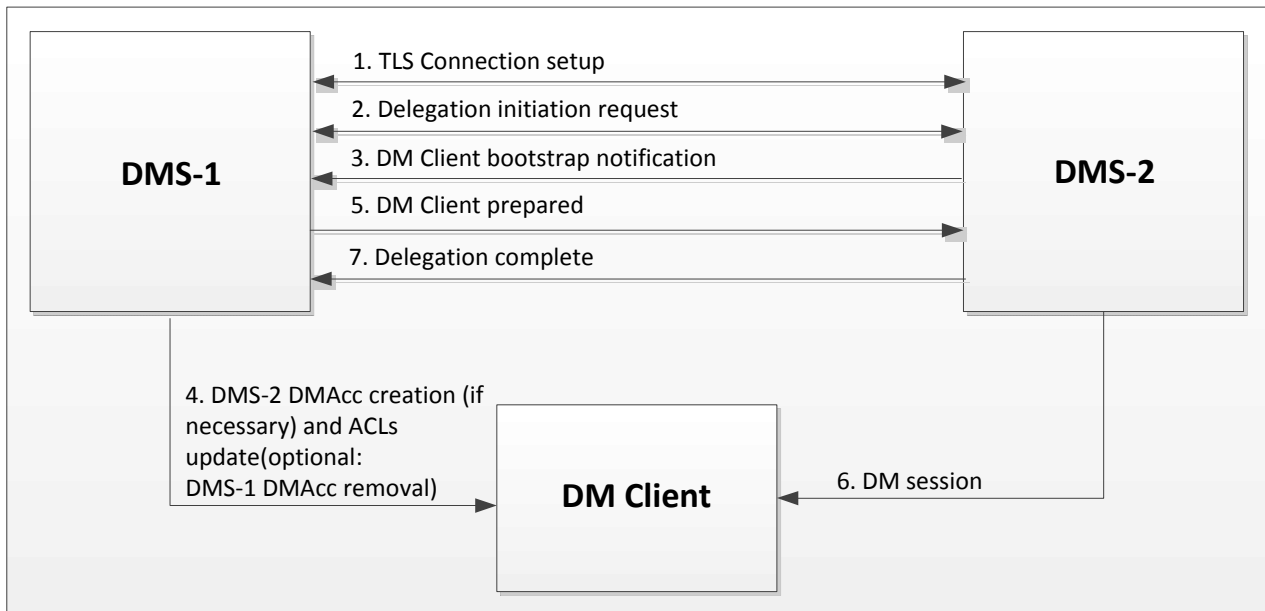 1. TLS Connection setup
2. Delegation initiation request
3. DM Client bootstrap notification
5. DM Client prepared
7. Delegation complete
DMS-1
DMS-2
4. DMS-2 DMAcc creation (if
necessary) and ACLs
update(optional:
DMS-1 DMAcc removal)
DM Client
6. DM session